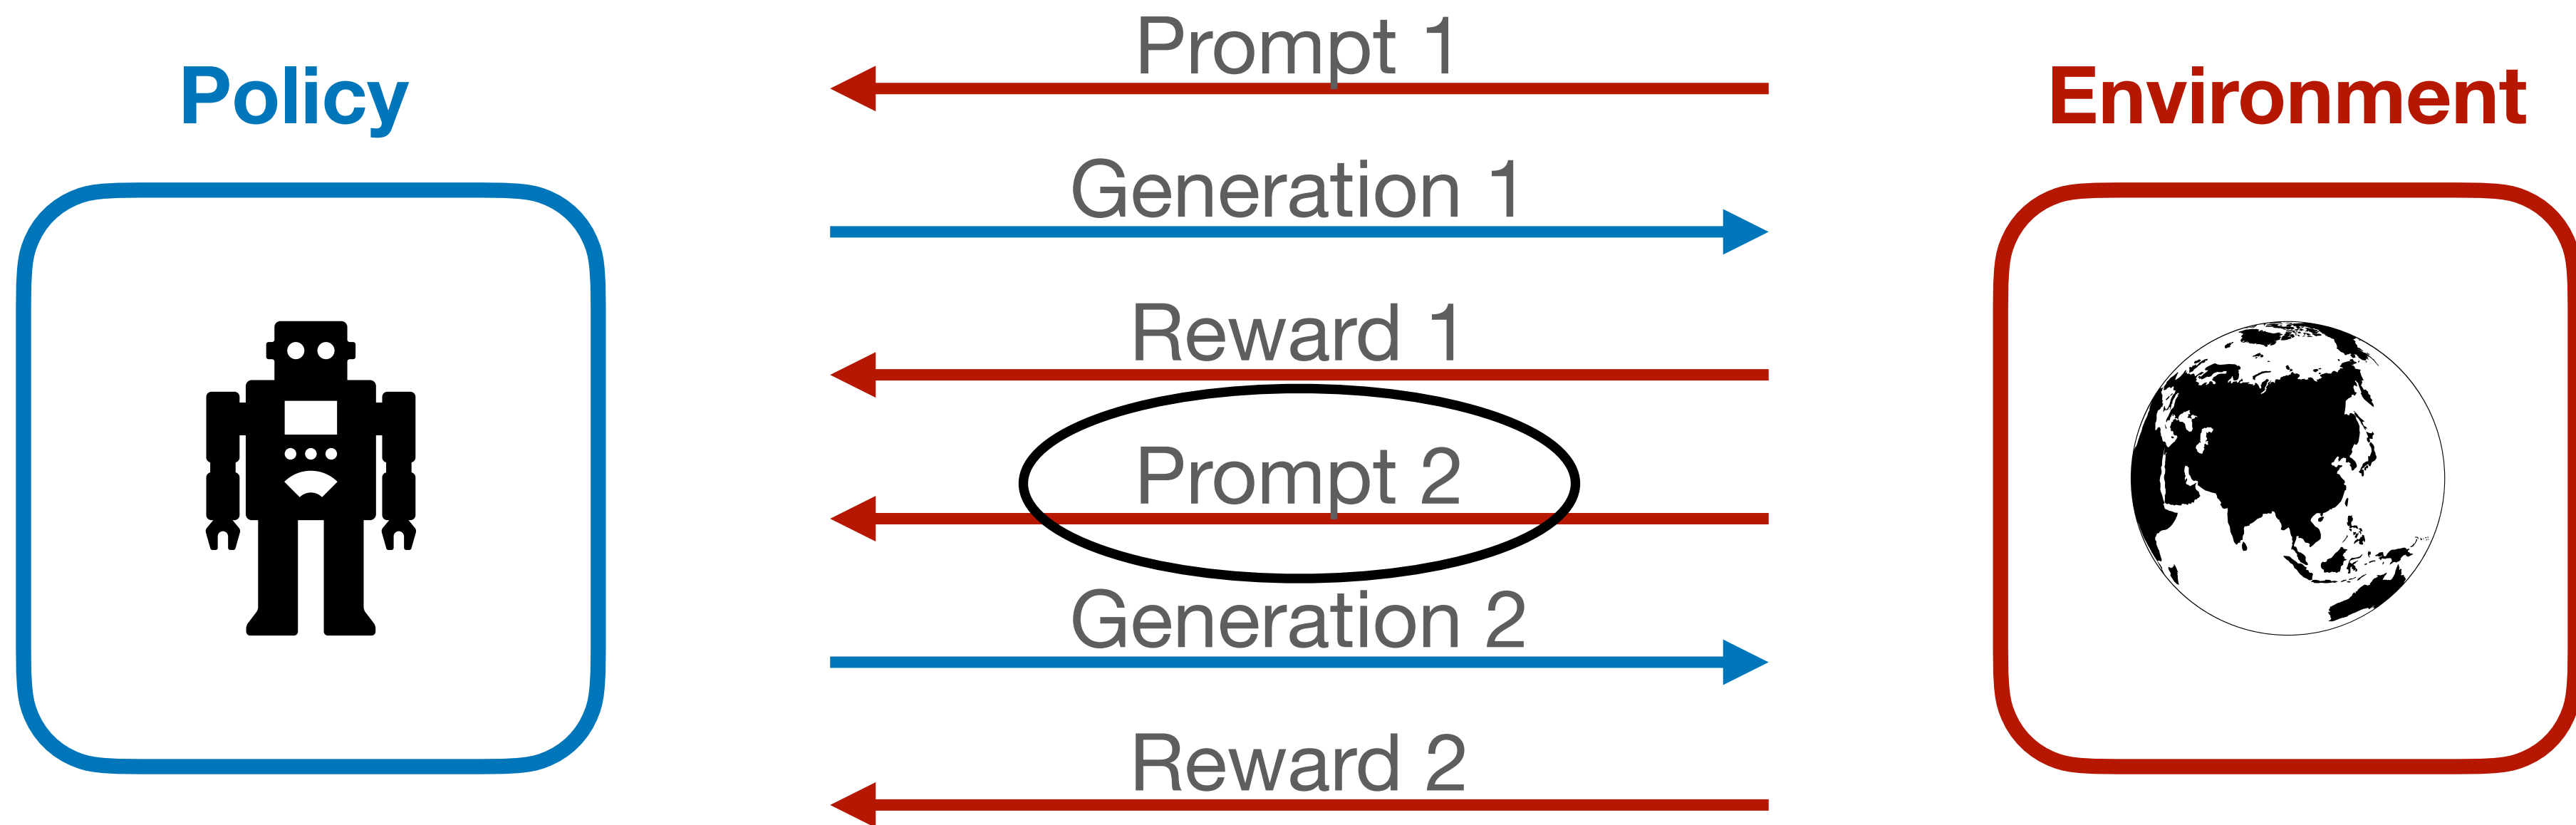 Policy
Prompt 1
Environment
Generation 1
Reward 1
Prompt 2
Generation 2
Reward 2